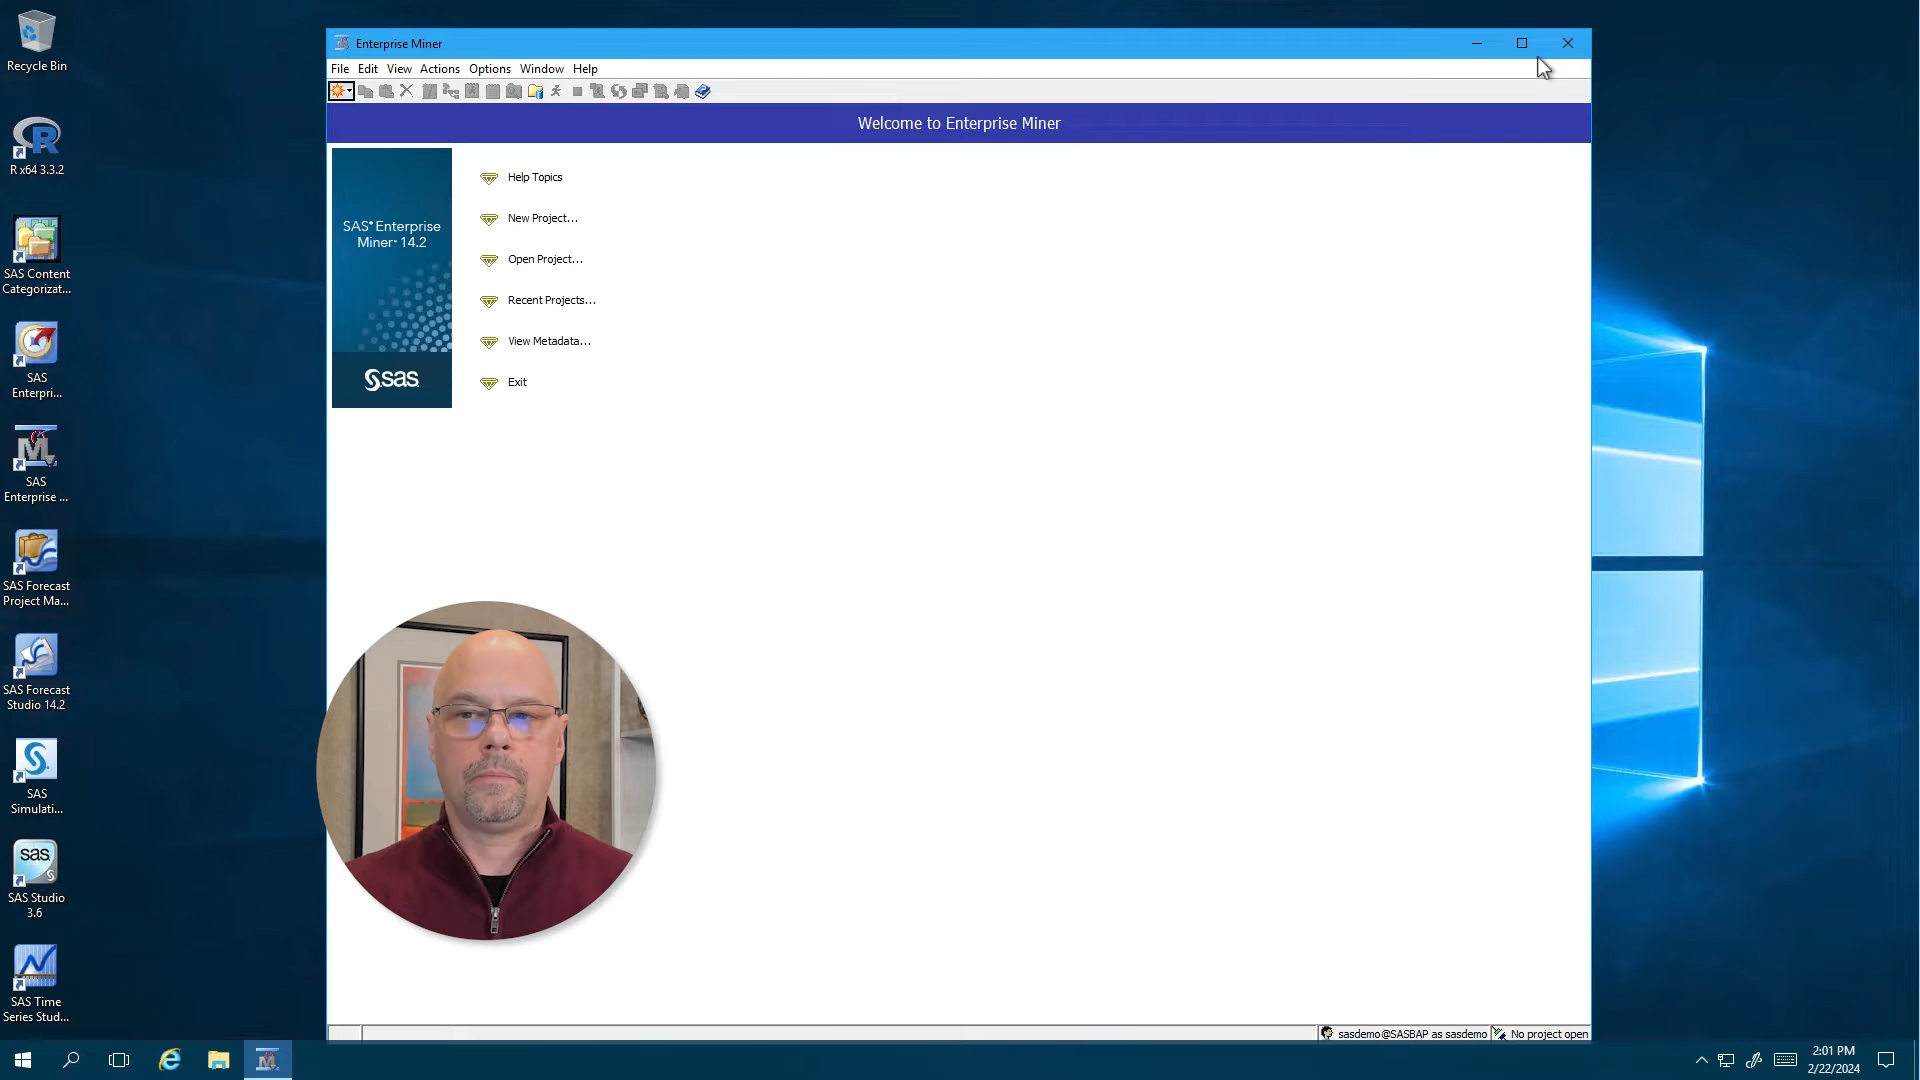 Recycle Bin
R x64 3.3.2
SAS Content
Categorizat...
SAS
Enterpri...
SAS
Enterprise ...
SAS Forecast
Project Ma...
SAS Forecast
Studio 14.2
SAS
Simulati...
sas
SAS Studio
3.6
SAS Time
Series Stud...
Enterprise Miner
File Edit View Actions Options Window Help
Welcome to Enterprise Miner
SAS® Enterprise
Miner™ 14.2
sas
Help Topics
New Project...
Open Project...
Recent Projects...
View Metadata...
Exit
sasdemo@SASBAP as sasdemo
No project open
2:01 PM
2/22/2024